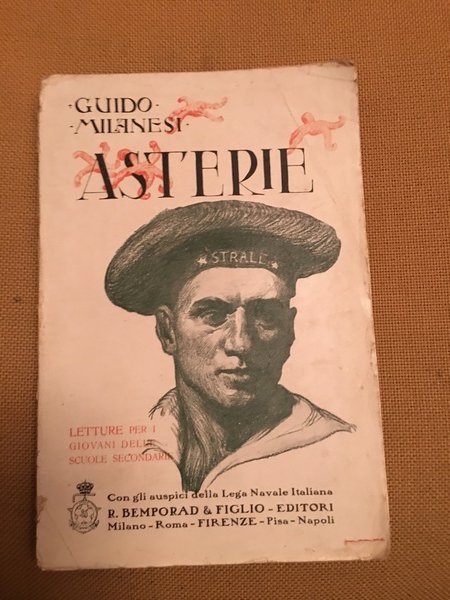 ·GUIDO·
·MILANESI·
ASTERIE
STRALE
LETTURE PER I
GIOVANI DELLE
SCUOLE SECONDARIE
Con gli auspici della Lega Navale Italiana
R. BEMPORAD & FIGLIO - EDITORI
Milano - Roma - FIRENZE - Pisa - Napoli